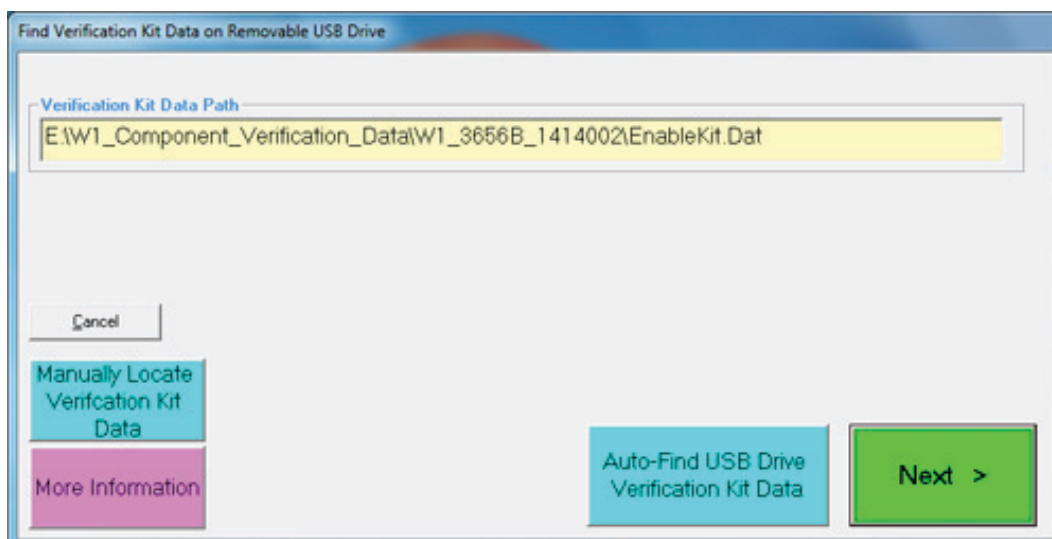 Find Verification Kit Data on Removable USB Drive
Verification Kit Data Path
E:\W1_Component_Verification_Data\W1_3656B_1414002\EnableKit.Dat
Cancel
Manually Locate
Verifcation Kit
Data
More Information
Auto-Find USB Drive
Verification Kit Data
Next >